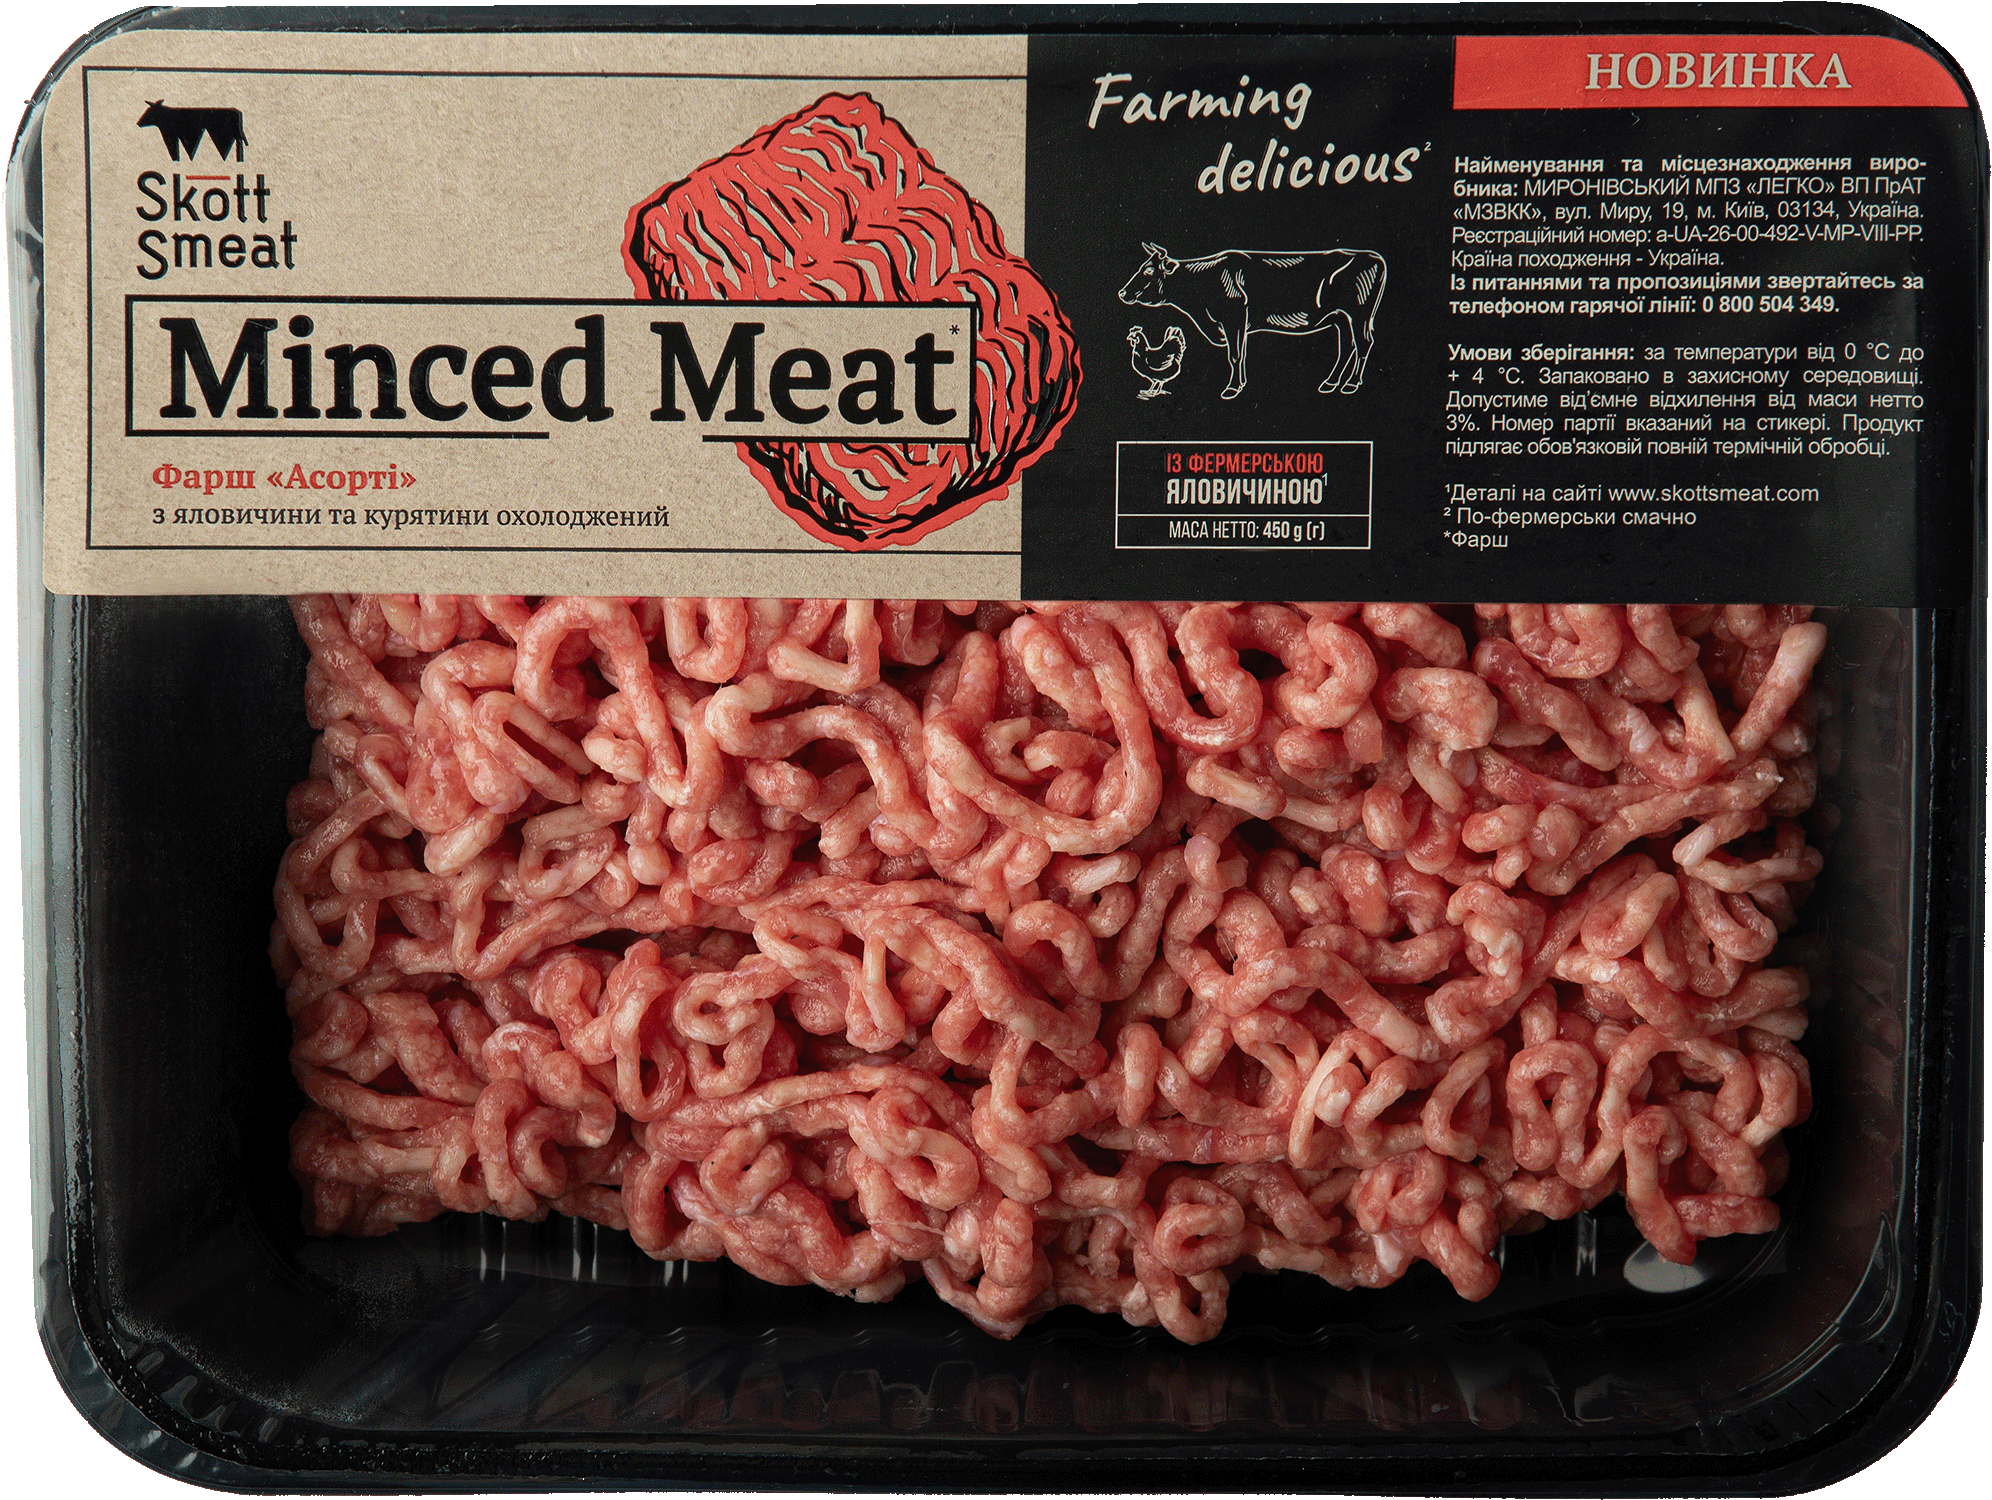 Skott
Smeat
Minced Meat*
Фарш «Асорті»
з яловичини та курятини охолоджений
Farming
delicious²
ІЗ ФЕРМЕРСЬКОЮ
ЯЛОВИЧИНОЮ¹
МАСА НЕТТО: 450 g (г)
НОВИНКА
Найменування та місцезнаходження виро-
бника: МИРОНІВСЬКИЙ МПЗ «ЛЕГКО» ВП ПрАТ
«МЗВКК», вул. Миру, 19, м. Київ, 03134, Україна.
Реєстраційний номер: a-UA-26-00-492-V-MP-VIII-PP.
Країна походження - Україна.
Із питаннями та пропозиціями звертайтесь за
телефоном гарячої лінії: 0 800 504 349.
Умови зберігання: за температури від 0 °С до
+ 4 °С. Запаковано в захисному середовищі.
Допустиме від'ємне відхилення від маси нетто
3%. Номер партії вказаний на стикері. Продукт
підлягає обов'язковій повній термічній обробці.
¹Деталі на сайті www.skottsmeat.com
² По-фермерськи смачно
*Фарш